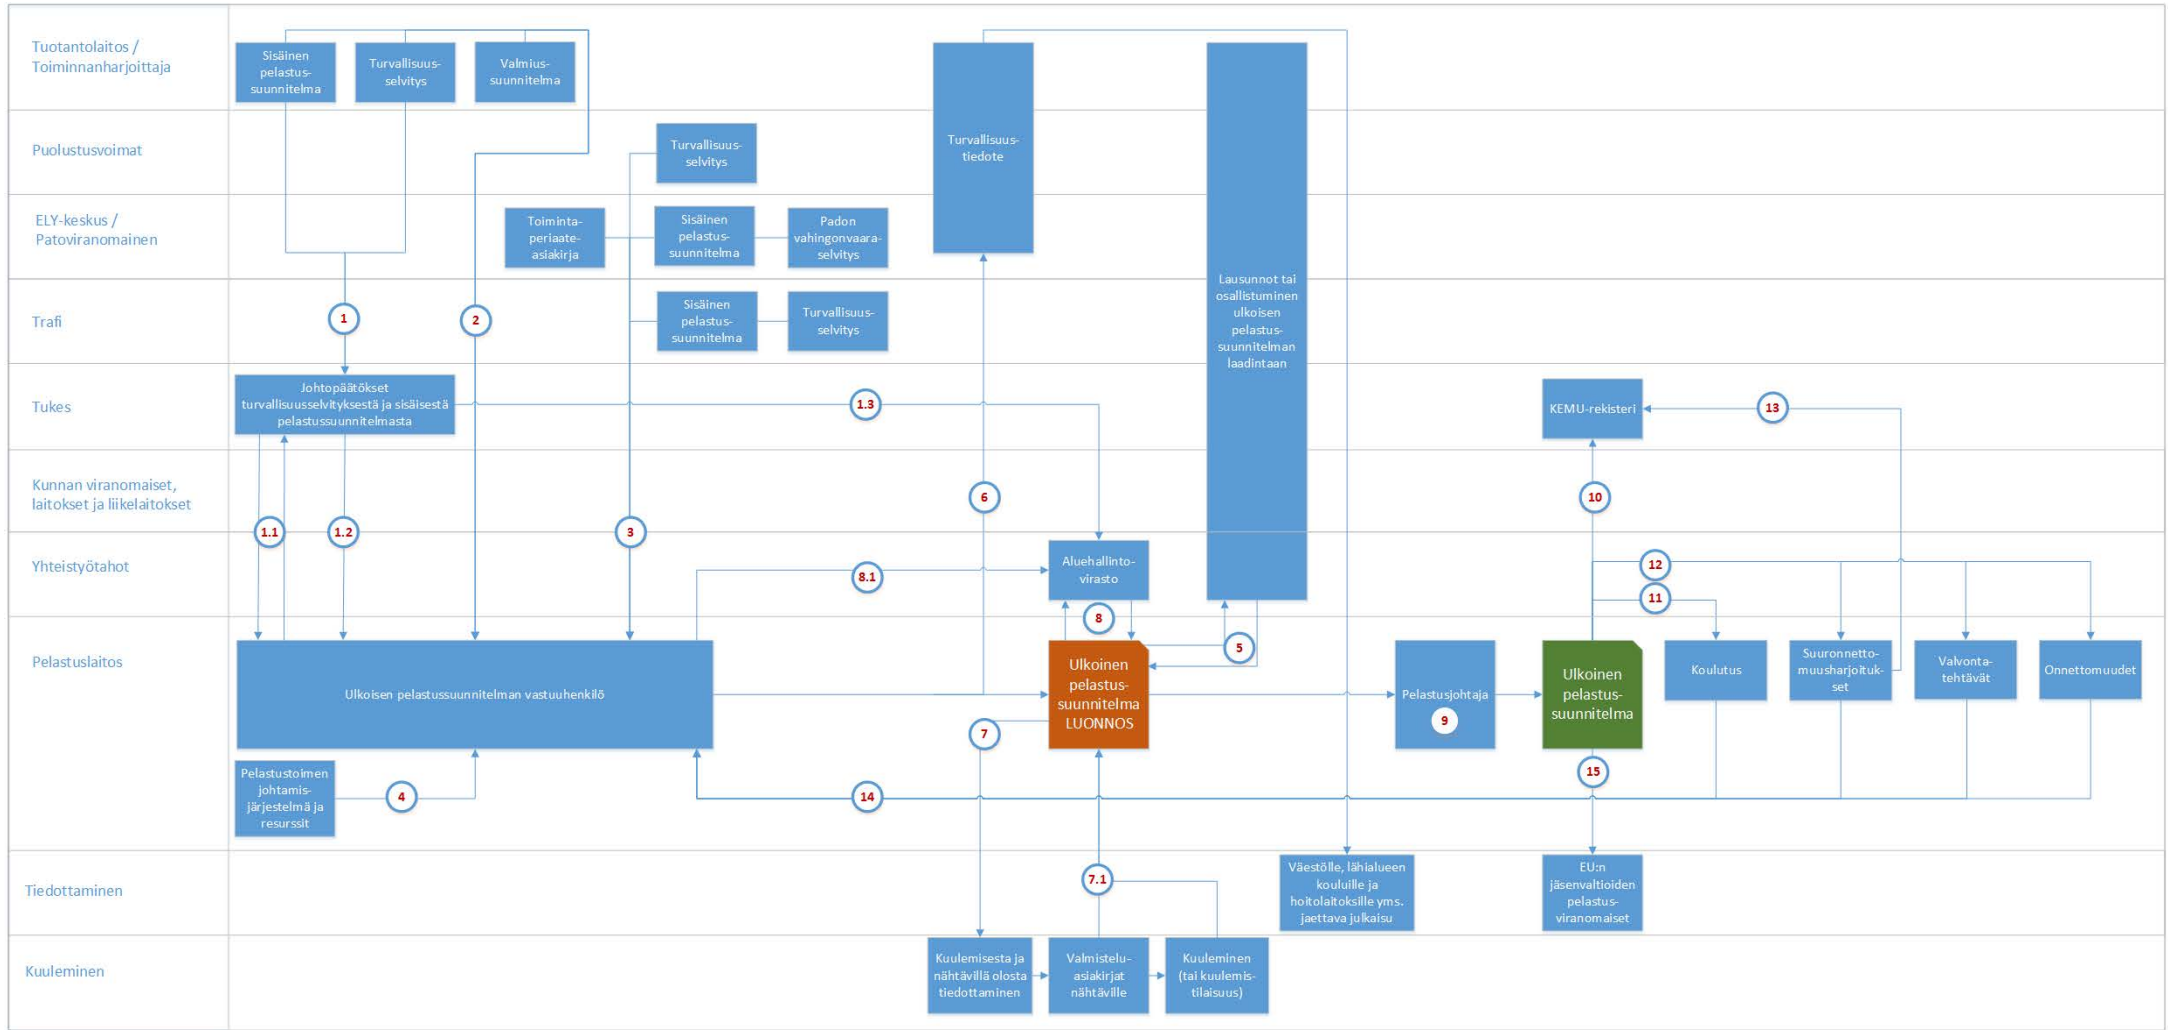 Tuotantolaitos /
Toiminnanharjoittaja
Sisäinen
pelastus-
suunnitelma
Turvallisuus-
selvitys
Valmius-
suunnitelma
Puolustusvoimat
Turvallisuus-
selvitys
Turvallisuus-
tiedote
ELY-keskus /
Patoviranomainen
Toiminta-
periaate-
asiakirja
Sisäinen
pelastus-
suunnitelma
Padon
vahingonvaara-
selvitys
Lausunnot tai
osallistuminen
ulkoisen
pelastus-
suunnitelman
laadintaan
Trafi
1
2
Sisäinen
pelastus-
suunnitelma
Turvallisuus-
selvitys
Tukes
Johtopäätökset
turvallisuusselvityksestä ja sisäisestä
pelastussuunnitelmasta
1.3
KEMU-rekisteri
13
Kunnan viranomaiset,
laitokset ja liikelaitokset
6
10
1.1
1.2
3
Yhteistyötahot
8.1
Aluehallinto-
virasto
12
11
8
5
Pelastuslaitos
Ulkoisen pelastussuunnitelman vastuuhenkilö
Ulkoinen
pelastus-
suunnitelma
LUONNOS
Pelastusjohtaja
9
Ulkoinen
pelastus-
suunnitelma
Koulutus
Suuronnetto-
muusharjoituk-
set
Valvonta-
tehtävät
Onnettomuudet
7
15
Pelastustoimen
johtamis-
järjestelmä ja
resurssit
4
14
Tiedottaminen
7.1
Väestölle, lähialueen
kouluille ja
hoitolaitoksille yms.
jaettava julkaisu
EU:n
jäsenvaltioiden
pelastus-
viranomaiset
Kuuleminen
Kuulemisesta ja
nähtävillä olosta
tiedottaminen
Valmistelu-
asiakirjat
nähtäville
Kuuleminen
(tai kuulemis-
tilaisuus)